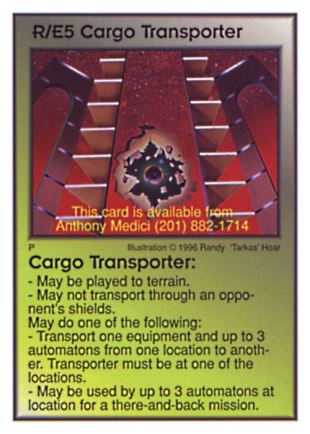 R/E5 Cargo Transporter
This card is available from
Anthony Medici (201) 882-1714
P
Illustration © 1996 Randy 'Tarkas' Hoar
Cargo Transporter:
- May be played to terrain.
- May not transport through an oppo-
nent's shields.
May do one of the following:
- Transport one equipment and up to 3
automatons from one location to anoth-
er. Transporter must be at one of the
locations.
- May be used by up to 3 automatons at
location for a there-and-back mission.